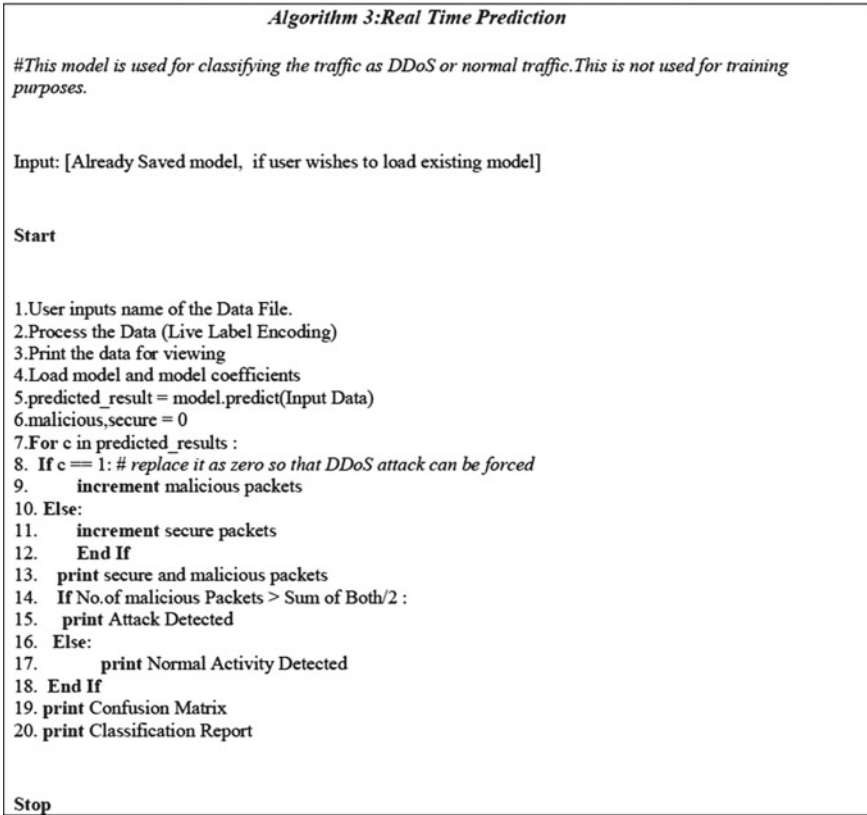 Algorithm 3:Real Time Prediction
#This model is used for classifying the traffic as DDoS or normal traffic.This is not used for training
purposes.
Input: [Already Saved model, if user wishes to load existing model]
Start
1.User inputs name of the Data File.
2.Process the Data (Live Label Encoding)
3.Print the data for viewing
4.Load model and model coefficients
5.predicted_result = model.predict(Input Data)
6.malicious,secure = 0
7.For c in predicted_results :
8. If c == 1: # replace it as zero so that DDoS attack can be forced
9. increment malicious packets
10. Else:
11. increment secure packets
12. End If
13. print secure and malicious packets
14. If No.of malicious Packets > Sum of Both/2 :
15. print Attack Detected
16. Else:
17. print Normal Activity Detected
18. End If
19. print Confusion Matrix
20. print Classification Report
Stop